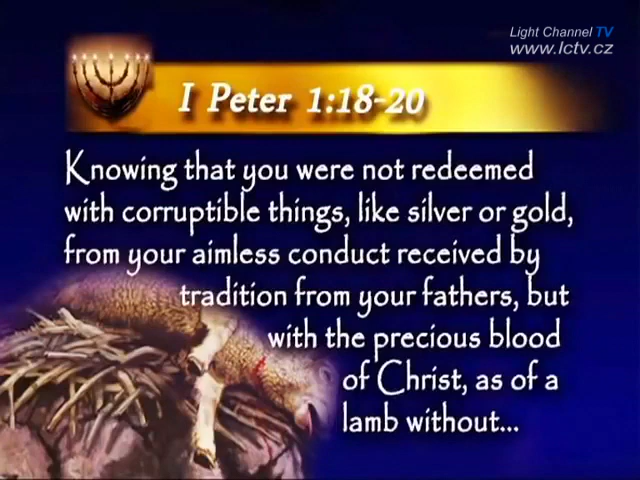 Light Channel TV
www.lctv.cz
I Peter 1:18-20
Knowing that you were not redeemed
with corruptible things, like silver or gold,
from your aimless conduct received by
tradition from your fathers, but
with the precious blood
of Christ, as of a
lamb without...